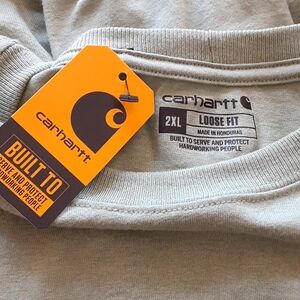 carhartt
BUILT TO
SERVE AND PROTECT
HARDWORKING PEOPLE
carhartt
2XL LOOSE FIT
MADE IN HONDURAS
BUILT TO SERVE AND PROTECT
HARDWORKING PEOPLE